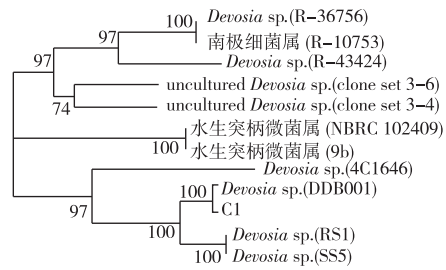 100
Devosia sp.(R-36756)
97
南极细菌属 (R-10753)
97
Devosia sp.(R-43424)
uncultured Devosia sp.(clone set 3-6)
74
uncultured Devosia sp.(clone set 3-4)
水生突柄微菌属 (NBRC 102409)
100
水生突柄微菌属 (9b)
Devosia sp.(4C1646)
97
100
Devosia sp.(DDB001)
C1
100
100
Devosia sp.(RS1)
Devosia sp.(SS5)